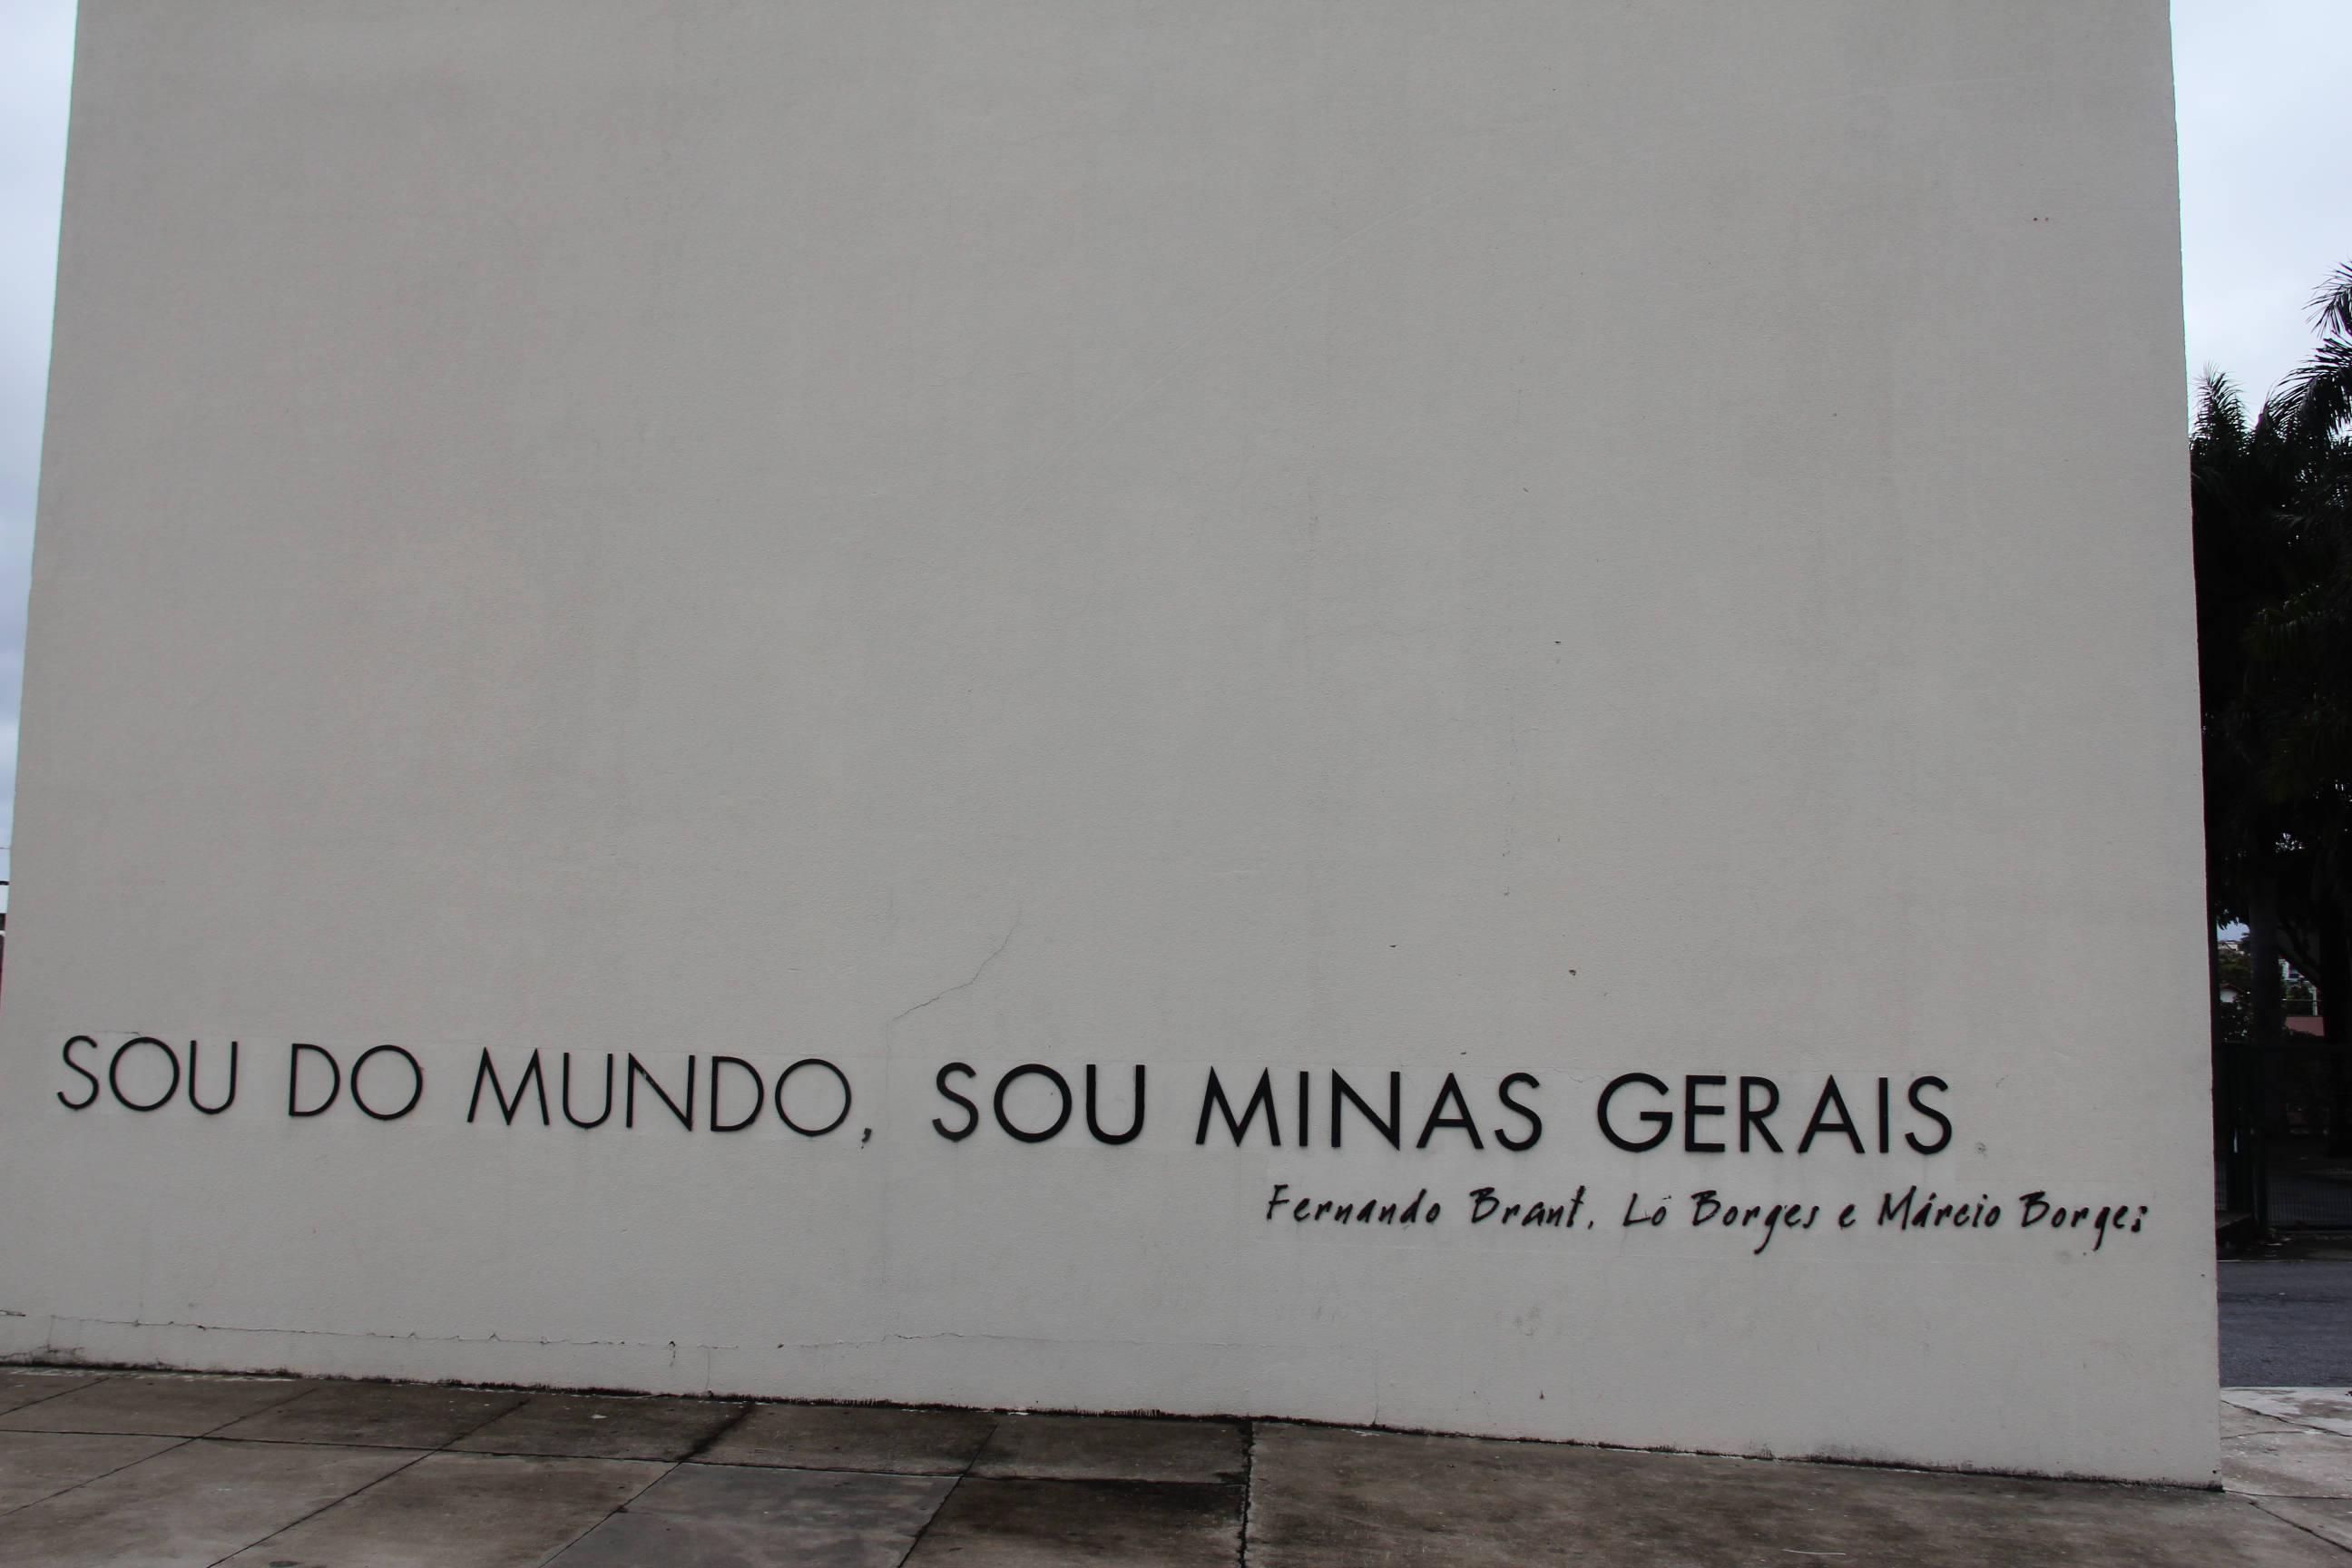 SOU DO MUNDO, SOU MINAS GERAIS
Fernando Brant, Lô Borges e Márcio Borges